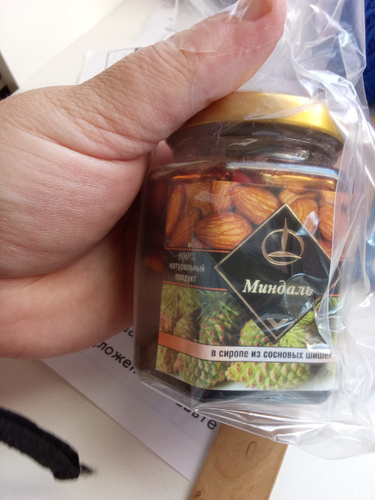 100%
натуральный
продукт
Миндаль
в сиропе из сосновых шишек